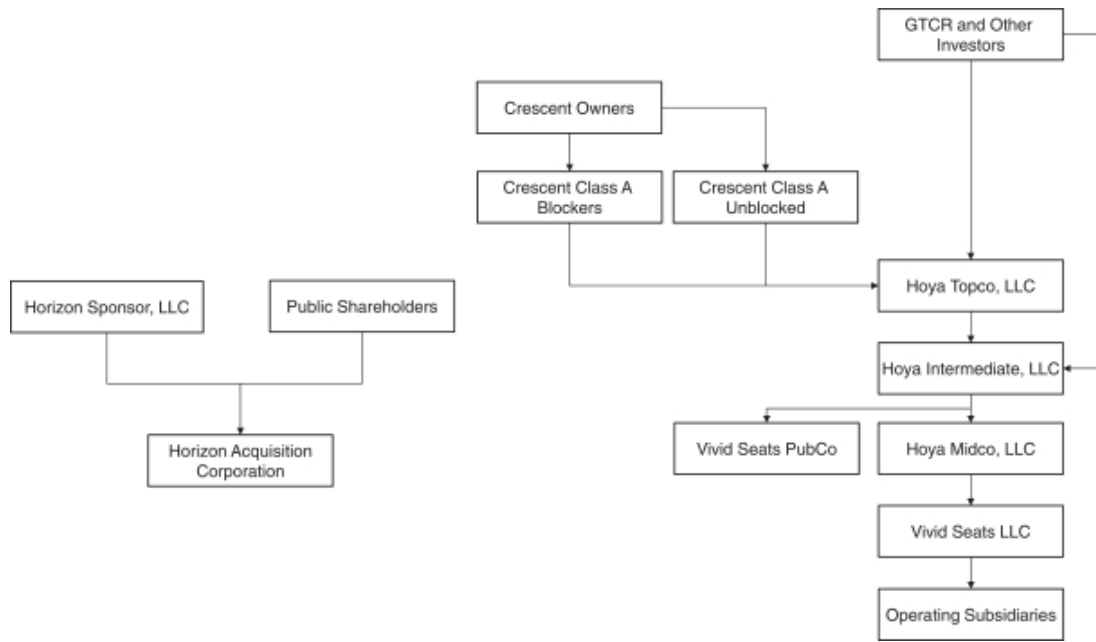 GTCR and Other
Investors
Crescent Owners
Crescent Class A
Blockers
Crescent Class A
Unblocked
Horizon Sponsor, LLC
Public Shareholders
Hoya Topco, LLC
Hoya Intermediate, LLC
Horizon Acquisition
Corporation
Vivid Seats PubCo
Hoya Midco, LLC
Vivid Seats LLC
Operating Subsidiaries